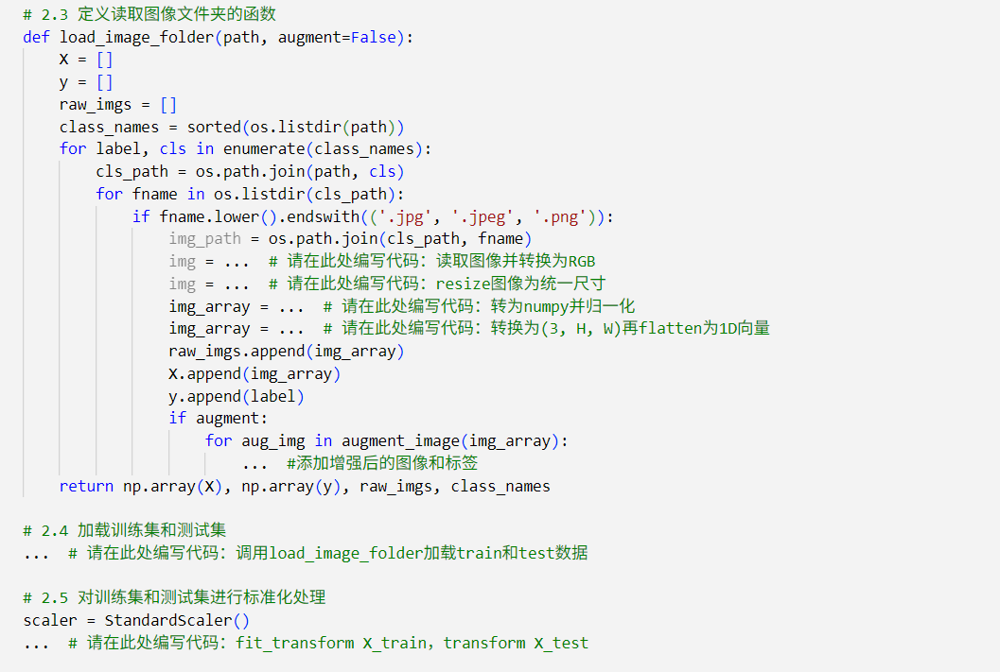 # 2.3 定义读取图像文件夹的函数
def load_image_folder(path, augment=False):
    X = []
    y = []
    raw_imgs = []
    class_names = sorted(os.listdir(path))
    for label, cls in enumerate(class_names):
        cls_path = os.path.join(path, cls)
        for fname in os.listdir(cls_path):
            if fname.lower().endswith(('.jpg', '.jpeg', '.png')):
                img_path = os.path.join(cls_path, fname)
                img = ...  # 请在此处编写代码：读取图像并转换为RGB
                img = ...  # 请在此处编写代码：resize图像为统一尺寸
                img_array = ...  # 请在此处编写代码：转为numpy并归一化
                img_array = ...  # 请在此处编写代码：转换为(3, H, W)再flatten为1D向量
                raw_imgs.append(img_array)
                X.append(img_array)
                y.append(label)
                if augment:
                    for aug_img in augment_image(img_array):
                        ...  #添加增强后的图像和标签
    return np.array(X), np.array(y), raw_imgs, class_names

# 2.4 加载训练集和测试集
...  # 请在此处编写代码：调用load_image_folder加载train和test数据

# 2.5 对训练集和测试集进行标准化处理
scaler = StandardScaler()
...  # 请在此处编写代码：fit_transform X_train，transform X_test